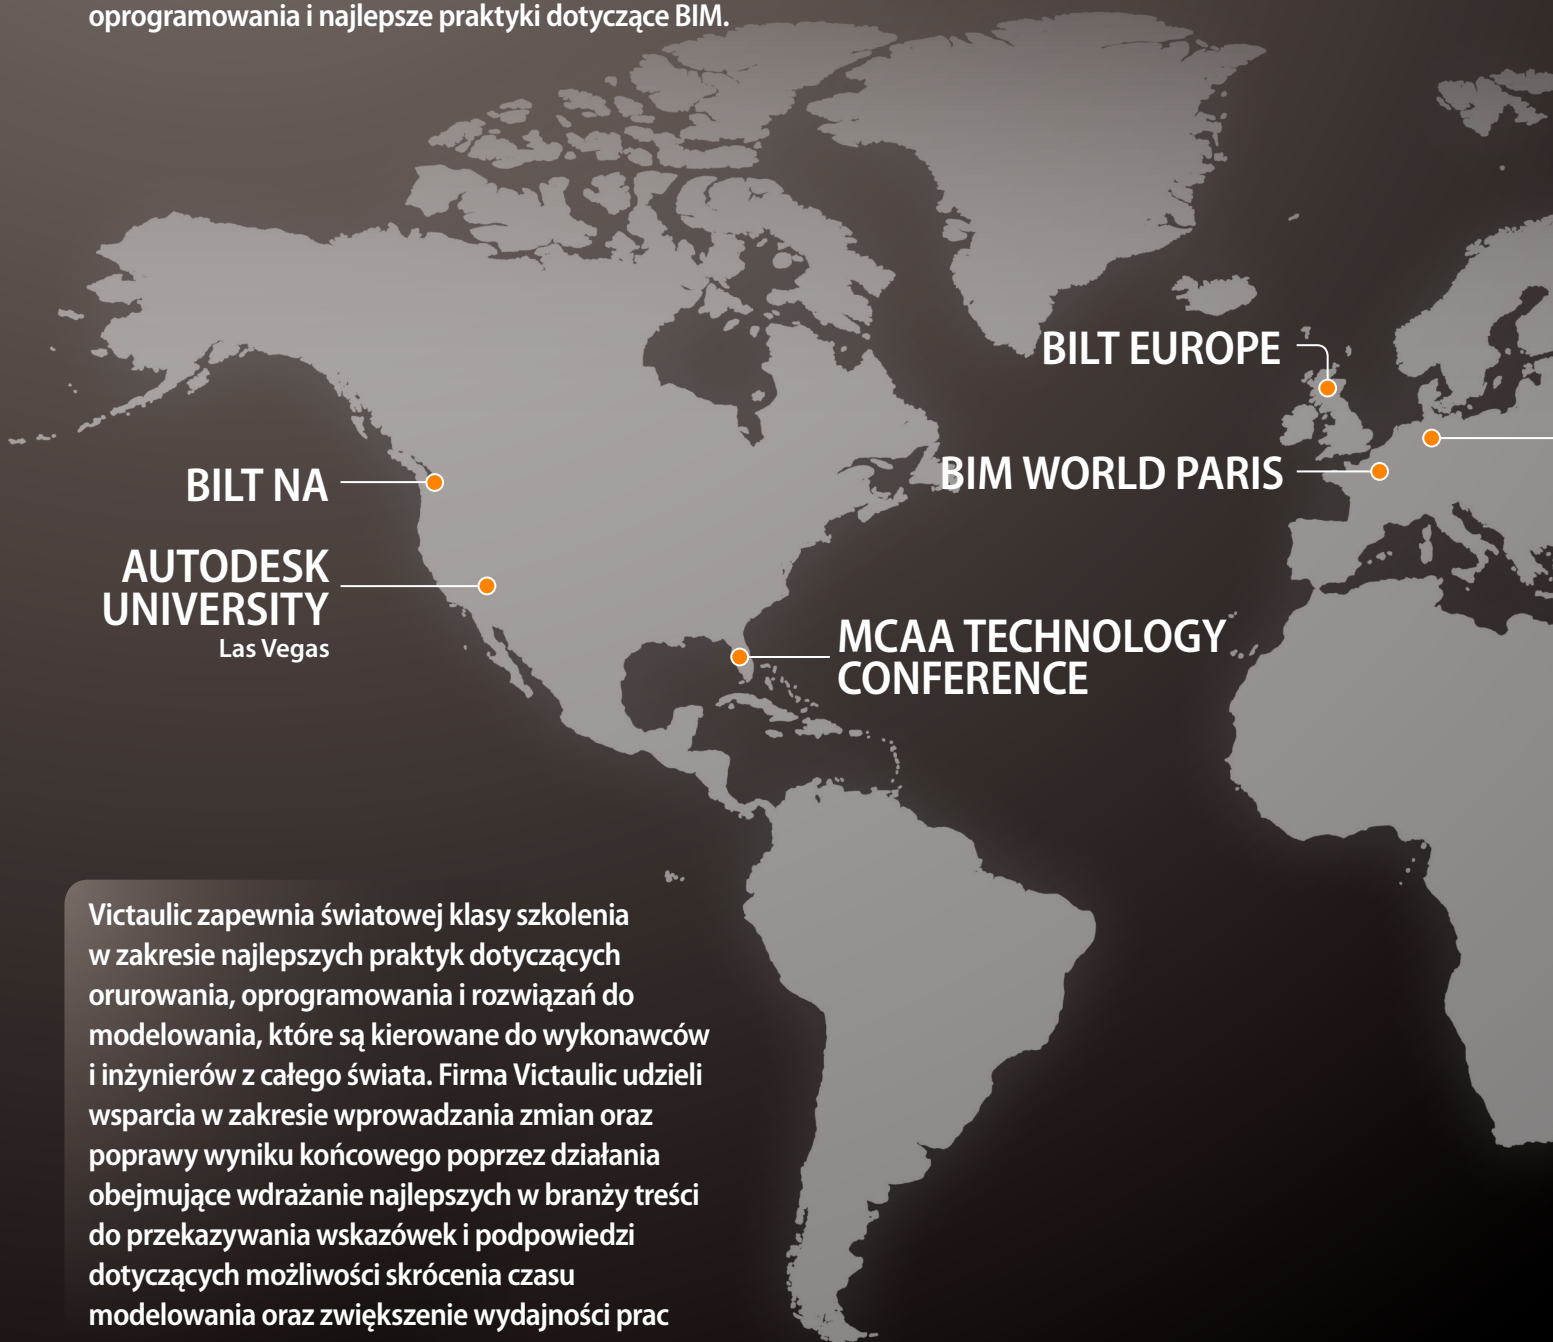 oprogramowania i najlepsze praktyki dotyczące BIM.
BILT EUROPE
BIM WORLD PARIS
BILT NA
AUTODESK
UNIVERSITY
Las Vegas
MCAA TECHNOLOGY
CONFERENCE
Victaulic zapewnia światowej klasy szkolenia
w zakresie najlepszych praktyk dotyczących
orurowania, oprogramowania i rozwiązań do
modelowania, które są kierowane do wykonawców
i inżynierów z całego świata. Firma Victaulic udzieli
wsparcia w zakresie wprowadzania zmian oraz
poprawy wyniku końcowego poprzez działania
obejmujące wdrażanie najlepszych w branży treści
do przekazywania wskazówek i podpowiedzi
dotyczących możliwości skrócenia czasu
modelowania oraz zwiększenie wydajności prac